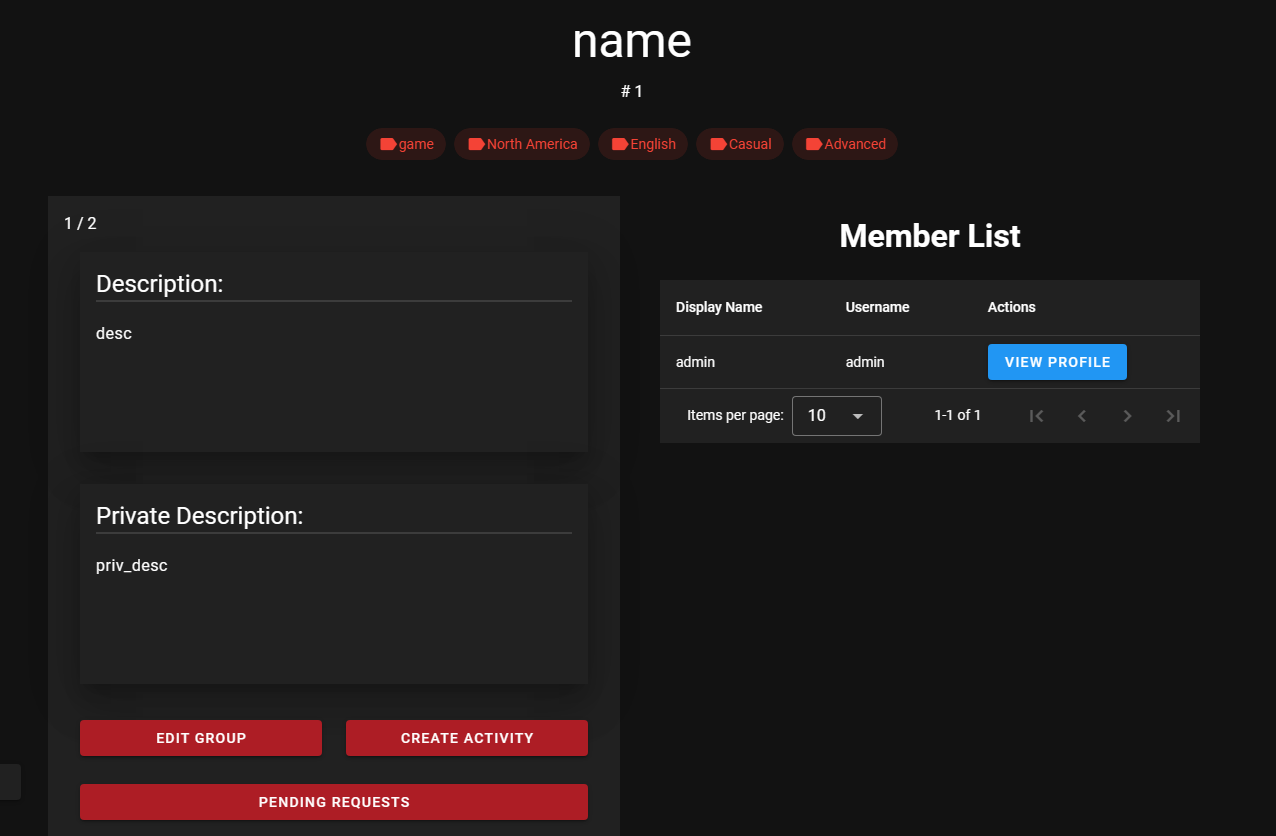 name
# 1
game North America English Casual Advanced
1 / 2
Description:
desc
Private Description:
priv_desc
EDIT GROUP CREATE ACTIVITY
PENDING REQUESTS
Member List
Display Name Username Actions
admin admin VIEW PROFILE
Items per page: 10 1-1 of 1